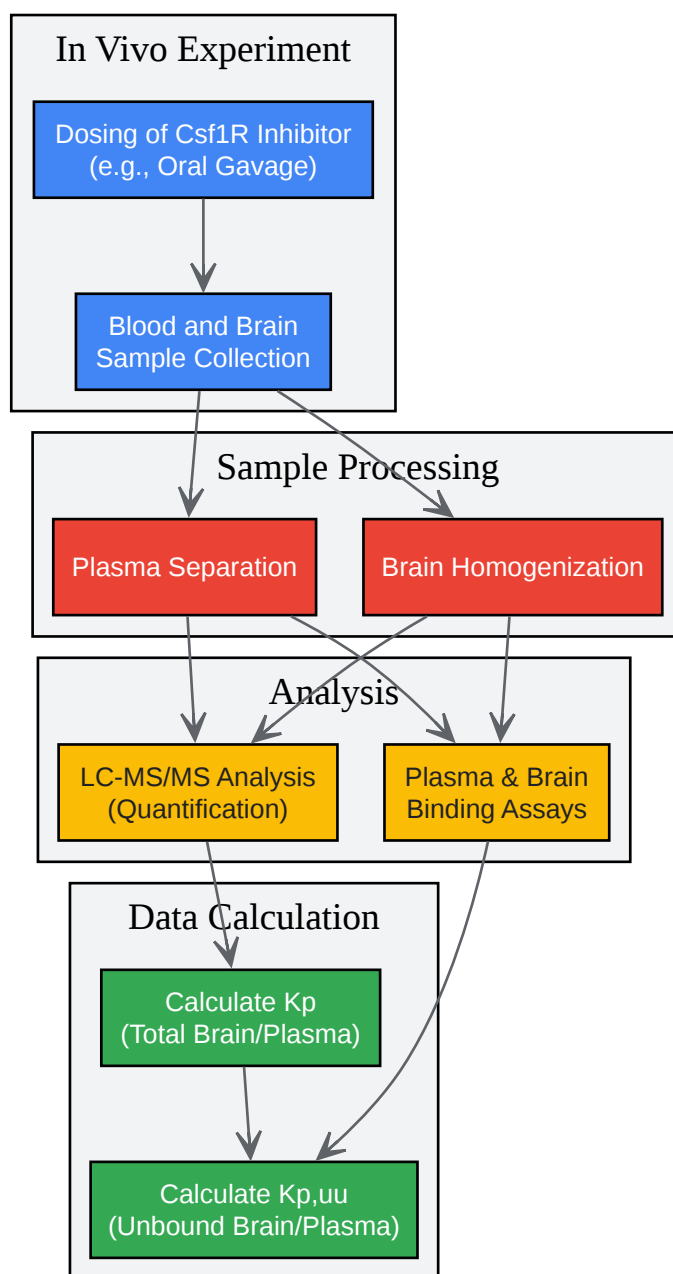 In Vivo Experiment
Dosing of Csf1R Inhibitor
(e.g., Oral Gavage)
Blood and Brain
Sample Collection
Sample Processing
Plasma Separation
Brain Homogenization
Analysis
LC-MS/MS Analysis
(Quantification)
Plasma & Brain
Binding Assays
Data Calculation
Calculate Kp
(Total Brain/Plasma)
Calculate Kp,uu
(Unbound Brain/Plasma)